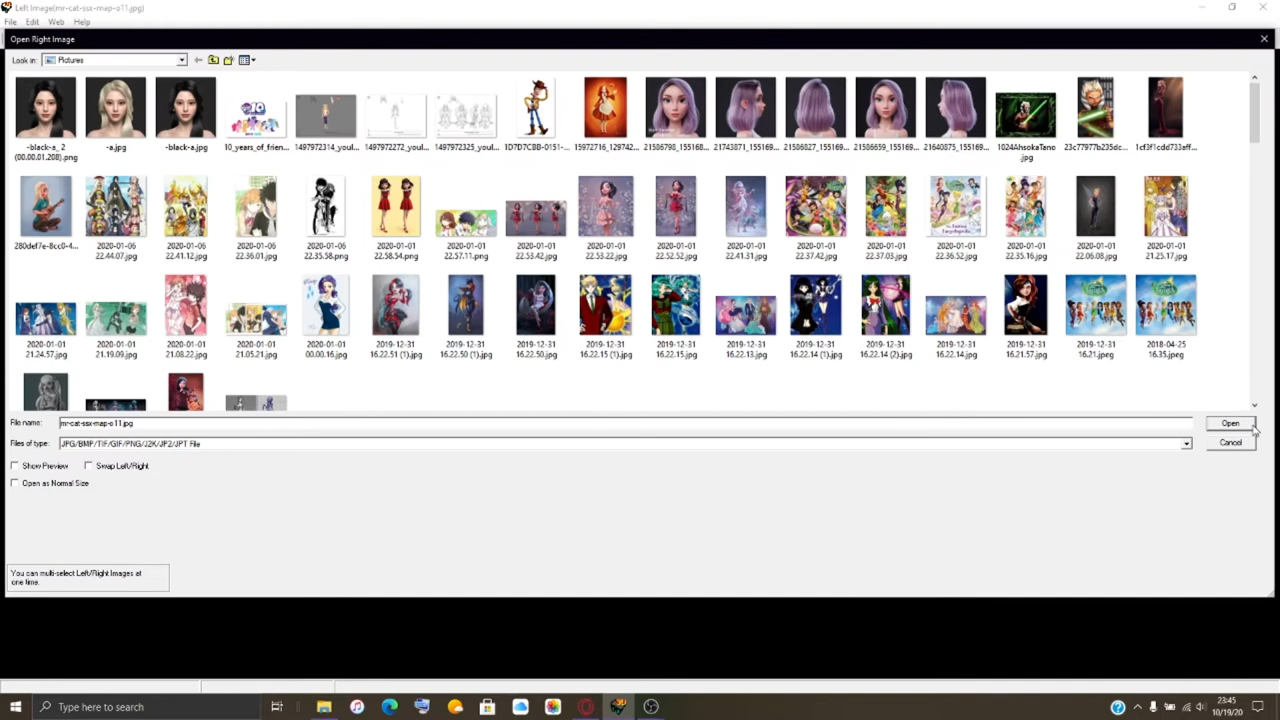 Left Image(mr-cat-ssx-map-o11.jpg)
File Edit Web Help
Open Right Image
Look in: Pictures
-black-a_ 2 (00.00.01.208).png
-a.jpg
-black-a.jpg
10_years_of_frien...
1497972314_youl...
1497972272_youl...
1497972325_youl...
1D7D7CBB-0151-...
15972716_129742...
21586798_155168...
21743871_155169...
21586827_155169...
21586659_155169...
21640875_155169...
1024AhsokaTano.jpg
23c77977b235dc...
1cf3f1cdd733aff...
280def7e-8cc0-4...
2020-01-06 22.44.07.jpg
2020-01-06 22.41.12.jpg
2020-01-06 22.36.01.jpg
2020-01-06 22.35.58.png
2020-01-01 22.58.54.png
2020-01-01 22.57.11.png
2020-01-01 22.53.42.jpg
2020-01-01 22.53.22.jpg
2020-01-01 22.52.52.jpg
2020-01-01 22.41.31.jpg
2020-01-01 22.37.42.jpg
2020-01-01 22.37.03.jpg
2020-01-01 22.36.52.jpg
2020-01-01 22.35.16.jpg
2020-01-01 22.06.08.jpg
2020-01-01 21.25.17.jpg
2020-01-01 21.24.57.jpg
2020-01-01 21.19.09.jpg
2020-01-01 21.08.22.jpg
2020-01-01 21.05.21.jpg
2020-01-01 00.00.16.jpg
2019-12-31 16.22.51 (1).jpg
2019-12-31 16.22.50 (1).jpg
2019-12-31 16.22.50.jpg
2019-12-31 16.22.15 (1).jpg
2019-12-31 16.22.15.jpg
2019-12-31 16.22.13.jpg
2019-12-31 16.22.14 (1).jpg
2019-12-31 16.22.14 (2).jpg
2019-12-31 16.22.14.jpg
2019-12-31 16.21.57.jpg
2019-12-31 16.21.jpeg
2018-04-25 16.35.jpeg
File name: mr-cat-ssx-map-o11.jpg Open
Files of type: JPG/BMP/TIF/GIF/PNG/J2K/JP2/JPT File Cancel
Show Preview Swap Left/Right
Open as Normal Size
You can multi-select Left/Right Images at
one time.
Type here to search
23:45
10/19/20